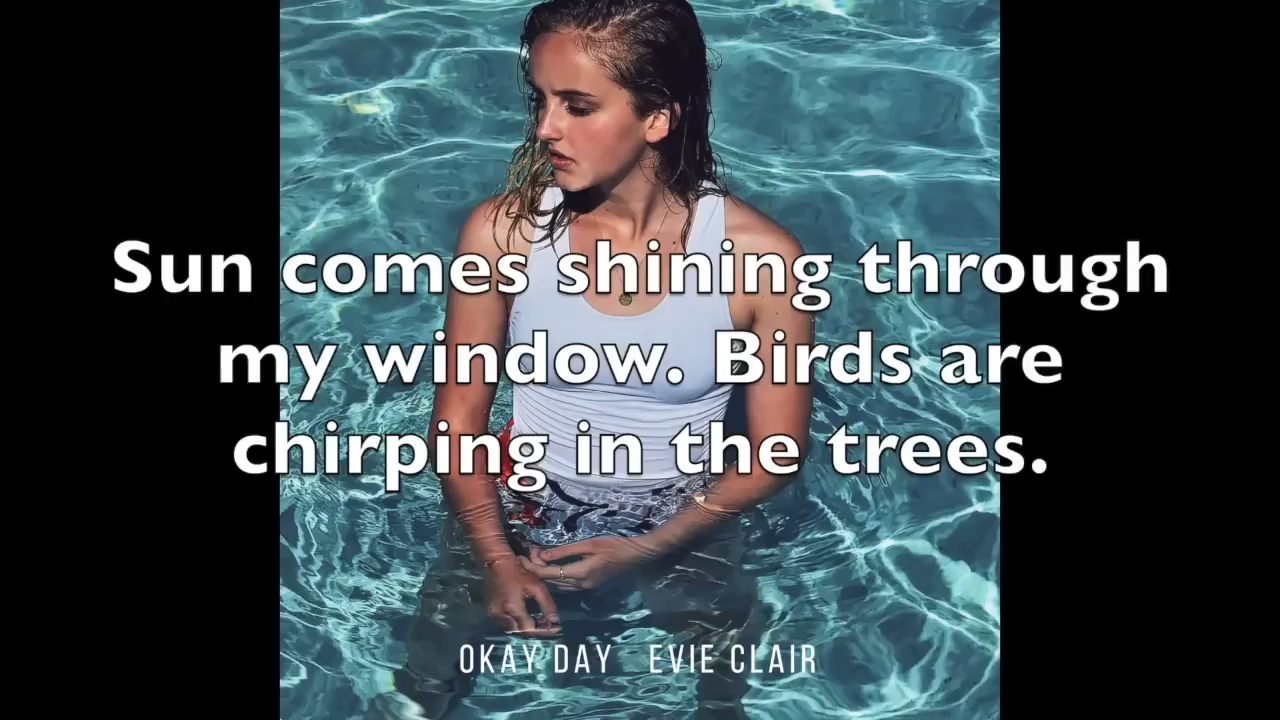 Sun comes shining through
my window. Birds are
chirping in the trees.
OKAY DAY EVIE CLAIR